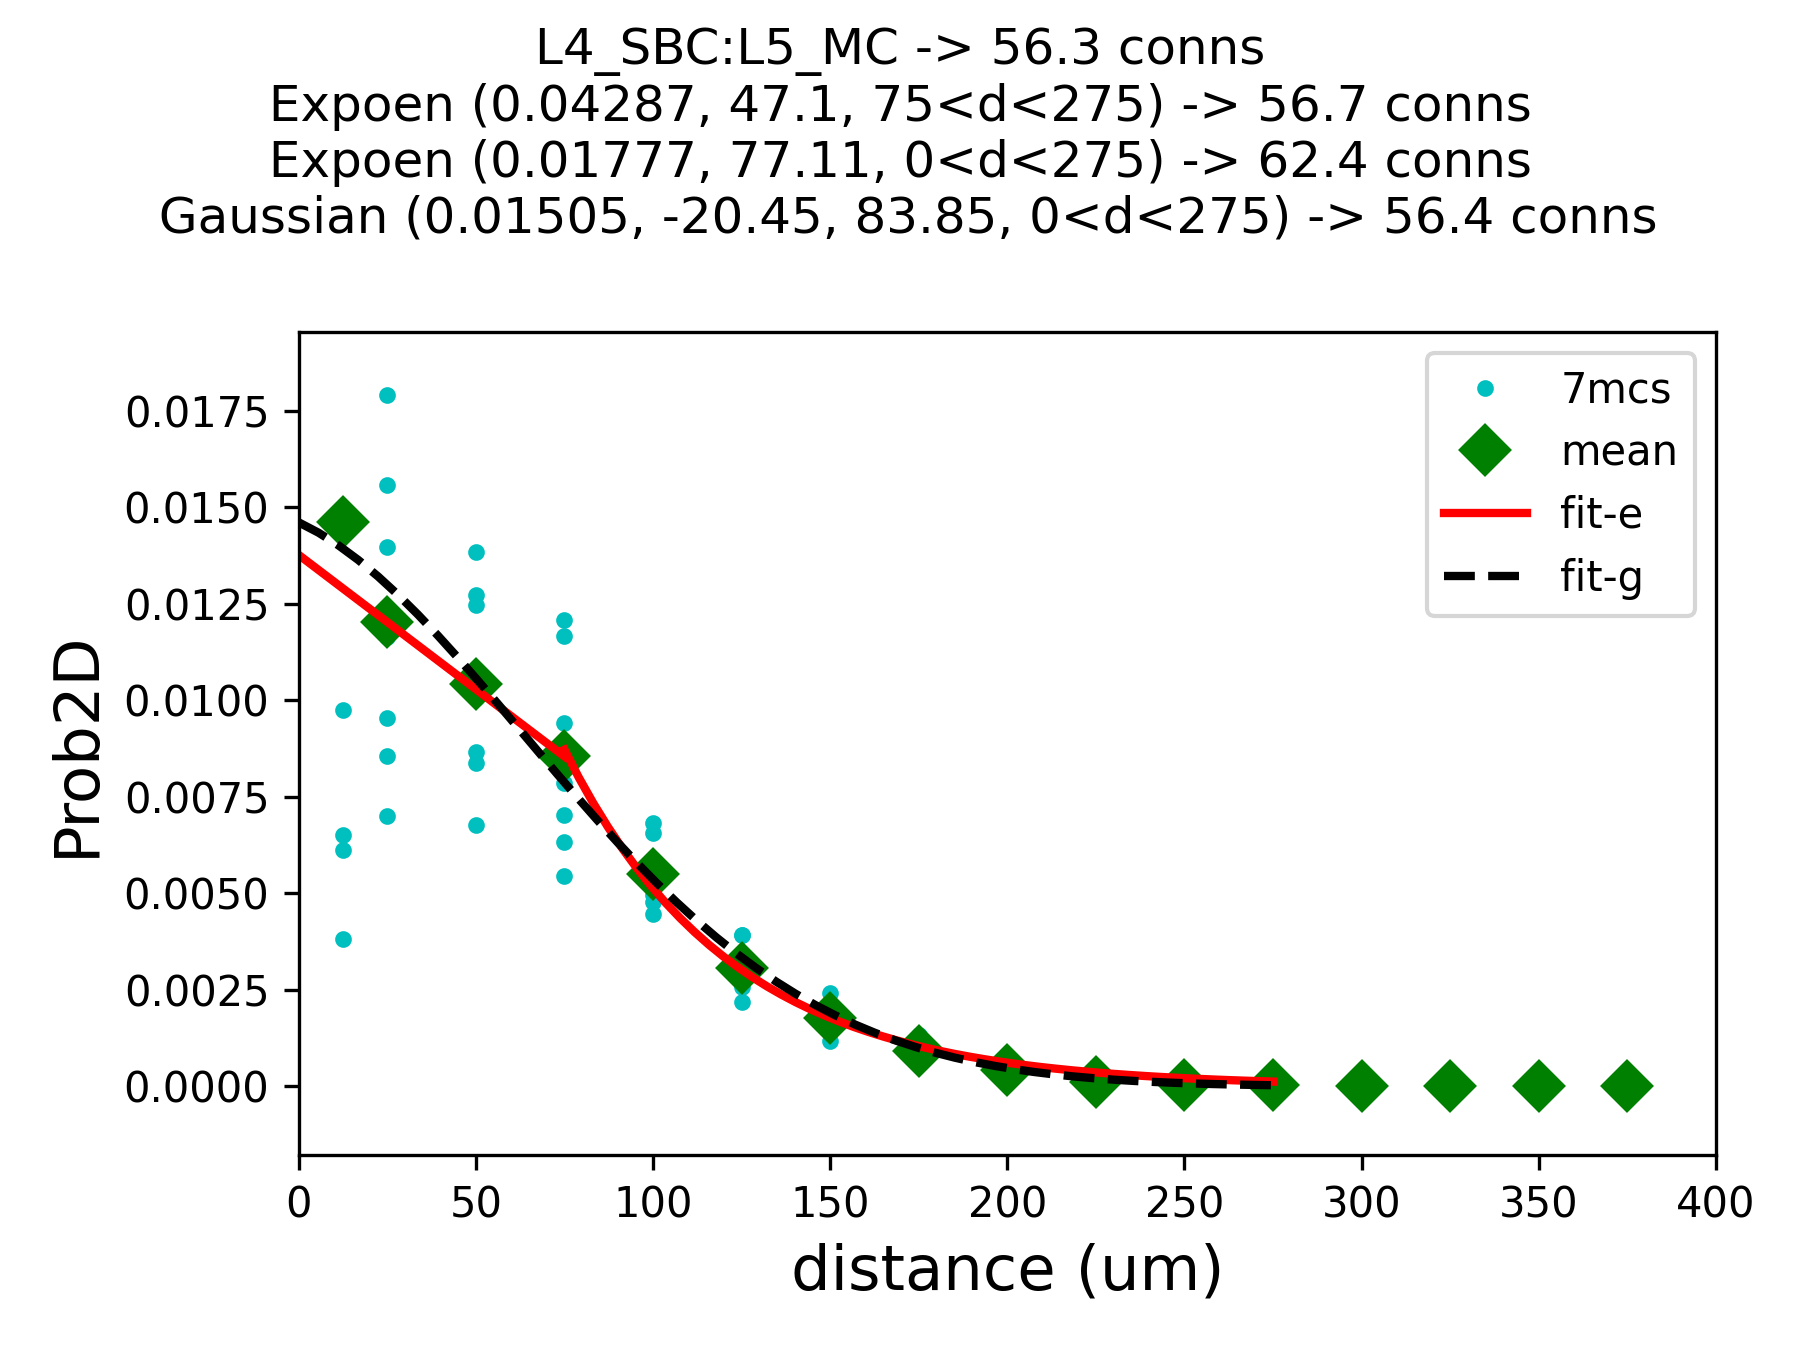 L4_SBC:L5_MC -> 56.3 conns
Expoen (0.04287, 47.1, 75<d<275) -> 56.7 conns
Expoen (0.01777, 77.11, 0<d<275) -> 62.4 conns
Gaussian (0.01505, -20.45, 83.85, 0<d<275) -> 56.4 conns
7mcs
mean
fit-e
fit-g
Prob2D
0.0175
0.0150
0.0125
0.0100
0.0075
0.0050
0.0025
0.0000
0 50 100 150 200 250 300 350 400
distance (um)